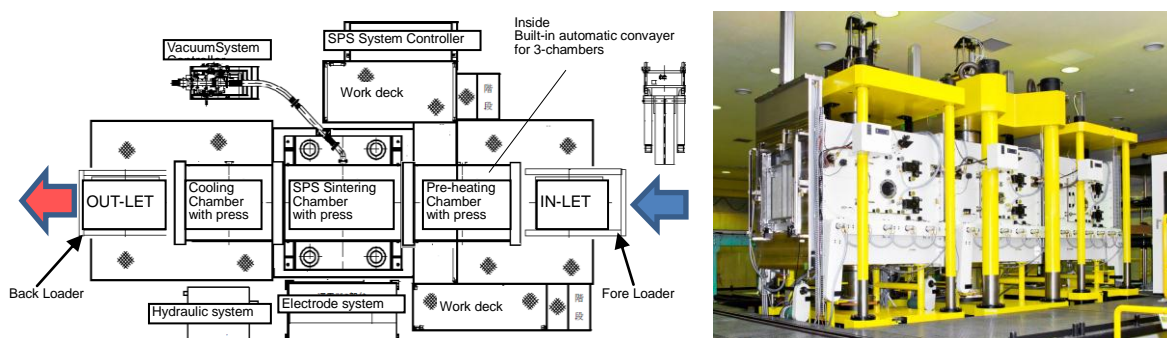 Inside
Built-in automatic convayer
for 3-chambers
SPS System Controller
VacuumSystem
Work deck
階段
OUT-LET
Cooling
Chamber
with press
SPS Sintering
Chamber
with press
Pre-heating
Chamber
with press
IN-LET
Back Loader
Fore Loader
Hydraulic system
Electrode system
Work deck
階段